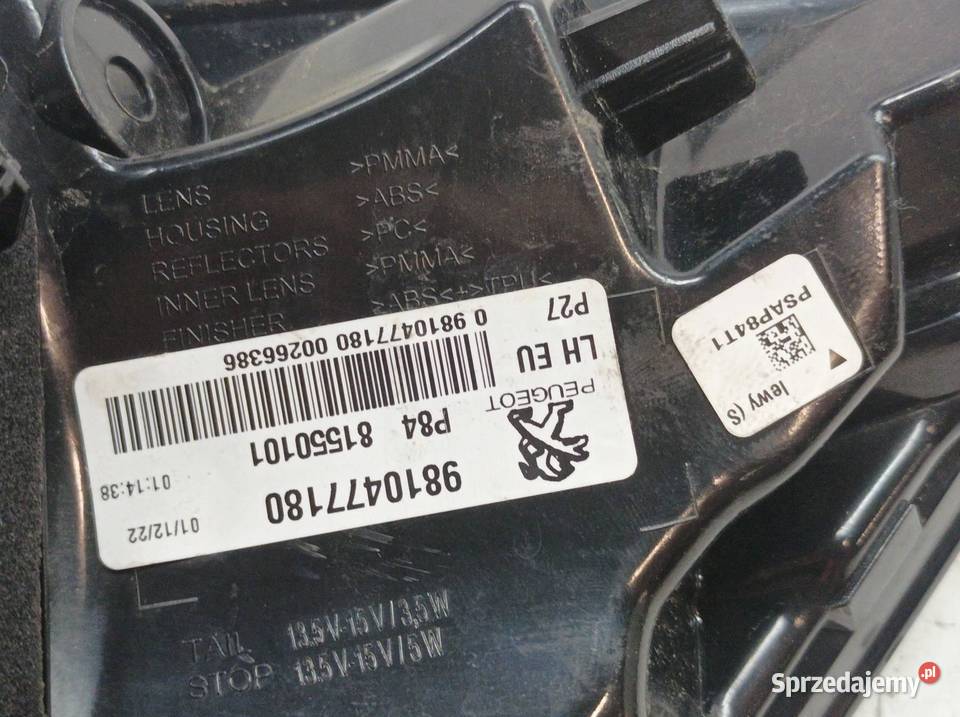 LENS >PMMA<
HOUSING >ABS<
REFLECTORS >PC<
INNER LENS >PMMA<
FINISHER >ABS<+>TPU<
9810477180
01/12/22
P84 81550101
01:14:38
PEUGEOT
LH EU
P27
0 9810477180 00266386
PSAP84T1
lewy (S)
TAIL 13.5V-15V/3,5W
STOP 13.5V-15V/5W
Sprzedajemy.pl